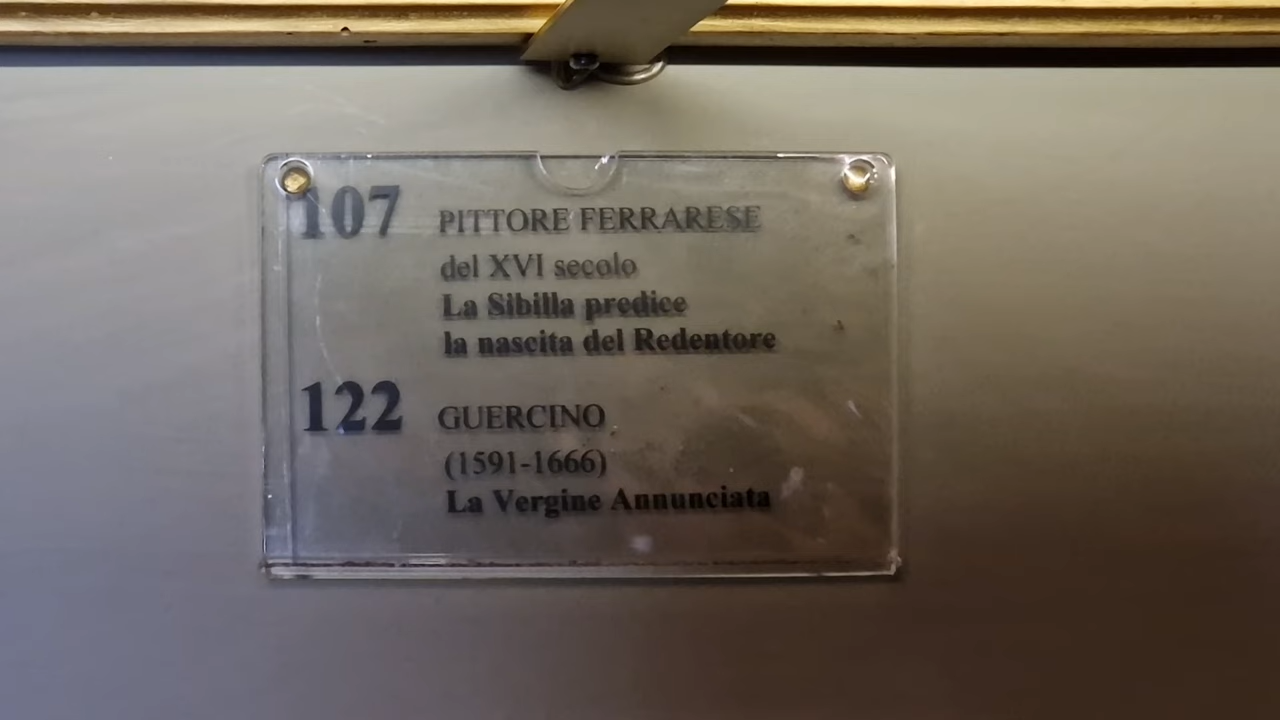 107 PITTORE FERRARESE
del XVI secolo
La Sibilla predice
la nascita del Redentore
122 GUERCINO
(1591-1666)
La Vergine Annunciata